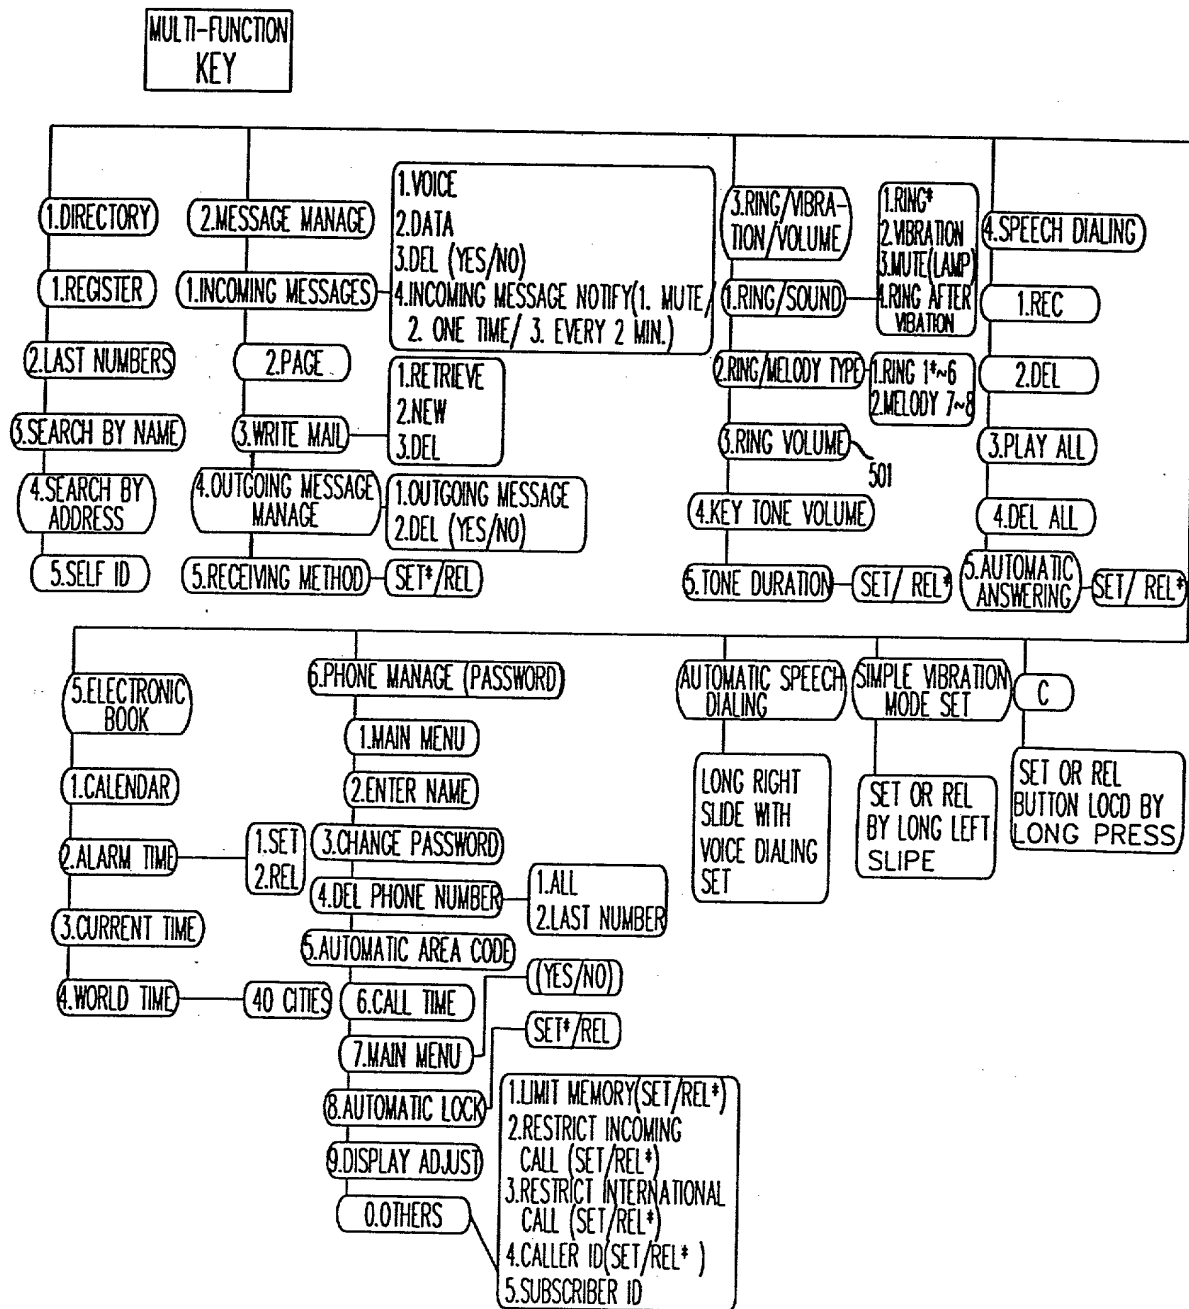 MULTI-FUNCTION
KEY
1.DIRECTORY
1.REGISTER
2.LAST NUMBERS
3.SEARCH BY NAME
4.SEARCH BY
ADDRESS
5.SELF ID
2.MESSAGE MANAGE
1.INCOMING MESSAGES
1.VOICE
2.DATA
3.DEL (YES/NO)
4.INCOMING MESSAGE NOTIFY(1. MUTE/
2. ONE TIME/ 3. EVERY 2 MIN.)
2.PAGE
3.WRITE MAIL
1.RETRIEVE
2.NEW
3.DEL
4.OUTGOING MESSAGE
MANAGE
1.OUTGOING MESSAGE
2.DEL (YES/NO)
5.RECEIVING METHOD
SET*/REL
3.RING/VIBRA-
TION/VOLUME
1.RING/SOUND
1.RING*
2.VIBRATION
3.MUTE(LAMP)
4.RING AFTER
VIBATION
2.RING/MELODY TYPE
1.RING 1*~6
2.MELODY 7~8
3.RING VOLUME
501
4.KEY TONE VOLUME
5.TONE DURATION
SET/ REL*
4.SPEECH DIALING
1.REC
2.DEL
3.PLAY ALL
4.DEL ALL
5.AUTOMATIC
ANSWERING
SET/ REL*
5.ELECTRONIC
BOOK
1.CALENDAR
2.ALARM TIME
1.SET
2.REL
3.CURRENT TIME
4.WORLD TIME
40 CITIES
6.PHONE MANAGE (PASSWORD)
1.MAIN MENU
2.ENTER NAME
3.CHANGE PASSWORD
4.DEL PHONE NUMBER
1.ALL
2.LAST NUMBER
5.AUTOMATIC AREA CODE
6.CALL TIME
7.MAIN MENU
(YES/NO)
8.AUTOMATIC LOCK
SET*/REL
9.DISPLAY ADJUST
0.OTHERS
1.LIMIT MEMORY(SET/REL*)
2.RESTRICT INCOMING
CALL (SET/REL*)
3.RESTRICT INTERNATIONAL
CALL (SET/REL*)
4.CALLER ID(SET/REL* )
5.SUBSCRIBER ID
AUTOMATIC SPEECH
DIALING
LONG RIGHT
SLIDE WITH
VOICE DIALING
SET
SIMPLE VIBRATION
MODE SET
SET OR REL
BY LONG LEFT
SLIPE
C
SET OR REL
BUTTON LOCD BY
LONG PRESS